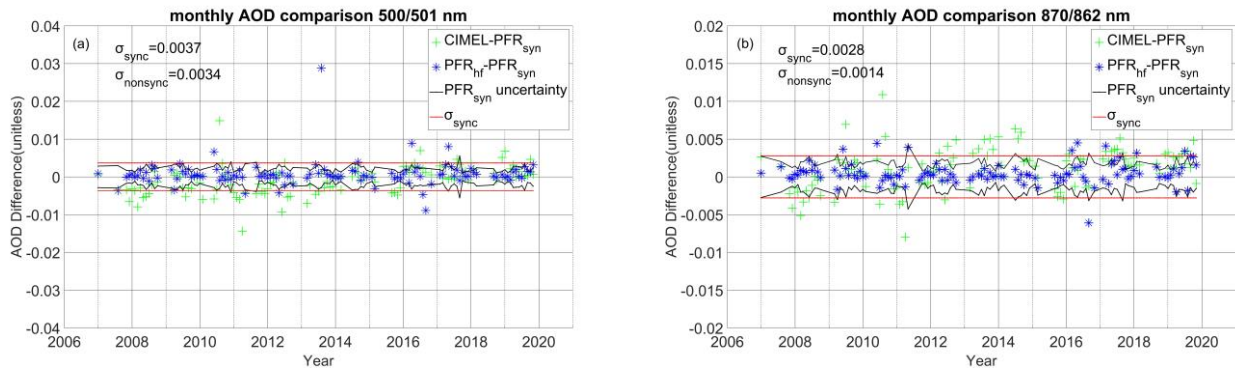 monthly AOD comparison 500/501 nm
(a)
σsync=0.0037
σnonsync=0.0034
CIMEL-PFRsyn
PFRhf-PFRsyn
PFRsyn uncertainty
σsync
0.04
0.03
0.02
0.01
0
-0.01
-0.02
-0.03
-0.04
AOD Difference(unitless)
2006 2008 2010 2012 2014 2016 2018 2020
Year
monthly AOD comparison 870/862 nm
(b)
σsync=0.0028
σnonsync=0.0014
CIMEL-PFRsyn
PFRhf-PFRsyn
PFRsyn uncertainty
σsync
0.02
0.015
0.01
0.005
0
-0.005
-0.01
-0.015
-0.02
AOD Difference(unitless)
2006 2008 2010 2012 2014 2016 2018 2020
Year